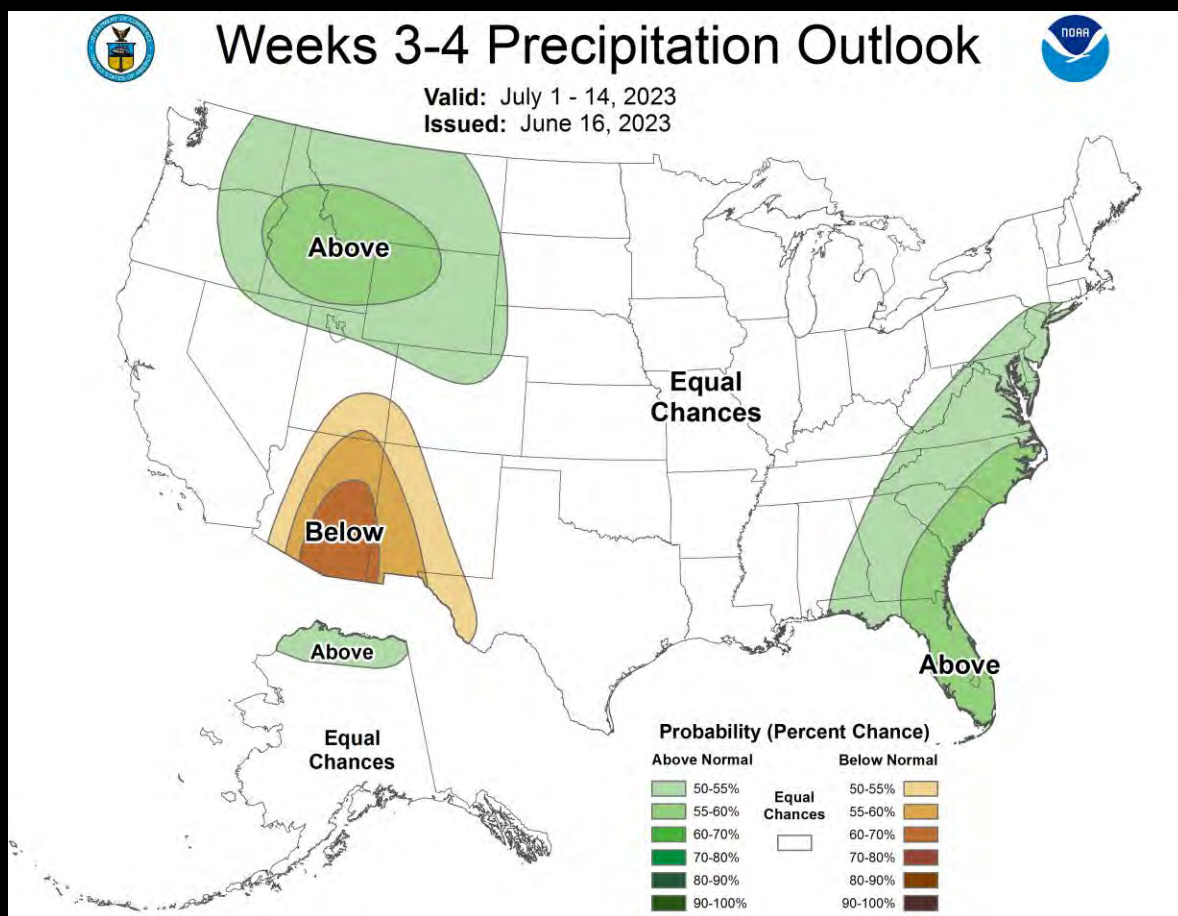 Weeks 3-4 Precipitation Outlook
NOAA
Valid: July 1 - 14, 2023
Issued: June 16, 2023
Above
Equal
Chances
Below
Above
Above
Equal
Chances
Probability (Percent Chance)
Above Normal
Below Normal
50-55%
55-60%
60-70%
70-80%
80-90%
90-100%
Equal
Chances
50-55%
55-60%
60-70%
70-80%
80-90%
90-100%